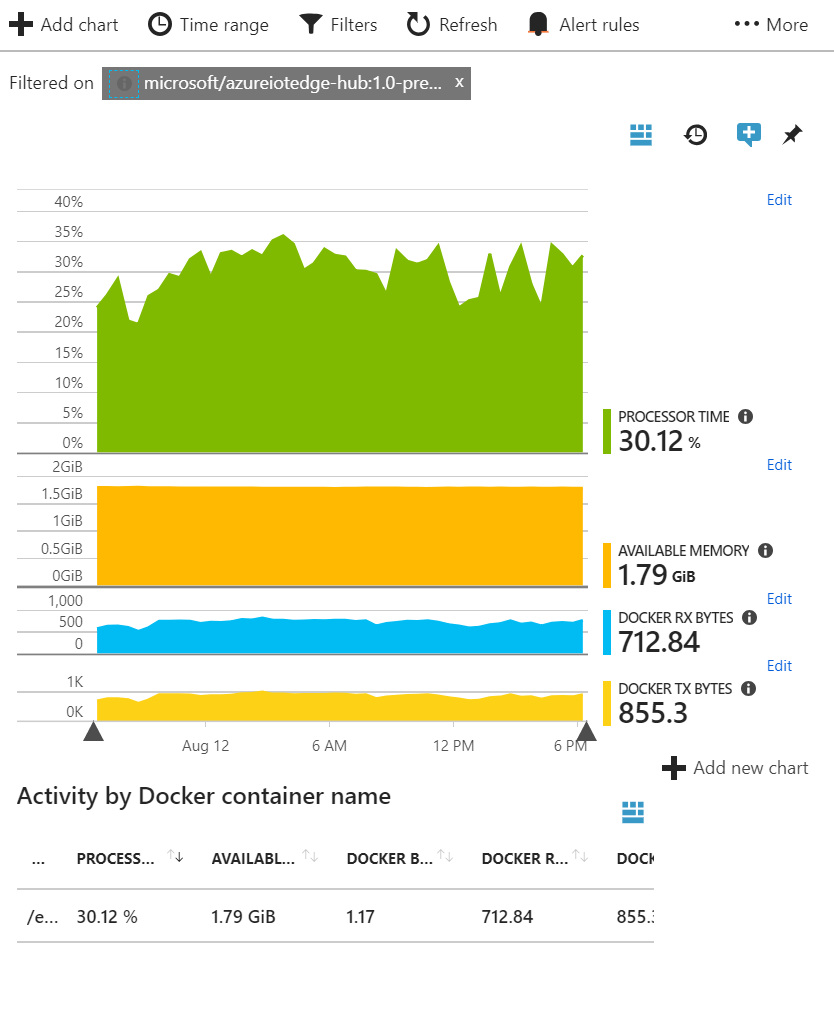 Add chart Time range Filters Refresh Alert rules ••• More
Filtered on microsoft/azureiotedge-hub:1.0-pre... x
Edit
40%
35%
30%
25%
20%
15%
10%
5%
0%
PROCESSOR TIME
30.12 %
Edit
2GiB
1.5GiB
1GiB
0.5GiB
0GiB
AVAILABLE MEMORY
1.79 GiB
Edit
1,000
500
0
DOCKER RX BYTES
712.84
Edit
1K
0K
DOCKER TX BYTES
855.3
Aug 12 6 AM 12 PM 6 PM
Add new chart
Activity by Docker container name
... PROCESS... AVAILABL... DOCKER B... DOCKER R... DOCK
/e... 30.12 % 1.79 GiB 1.17 712.84 855.: